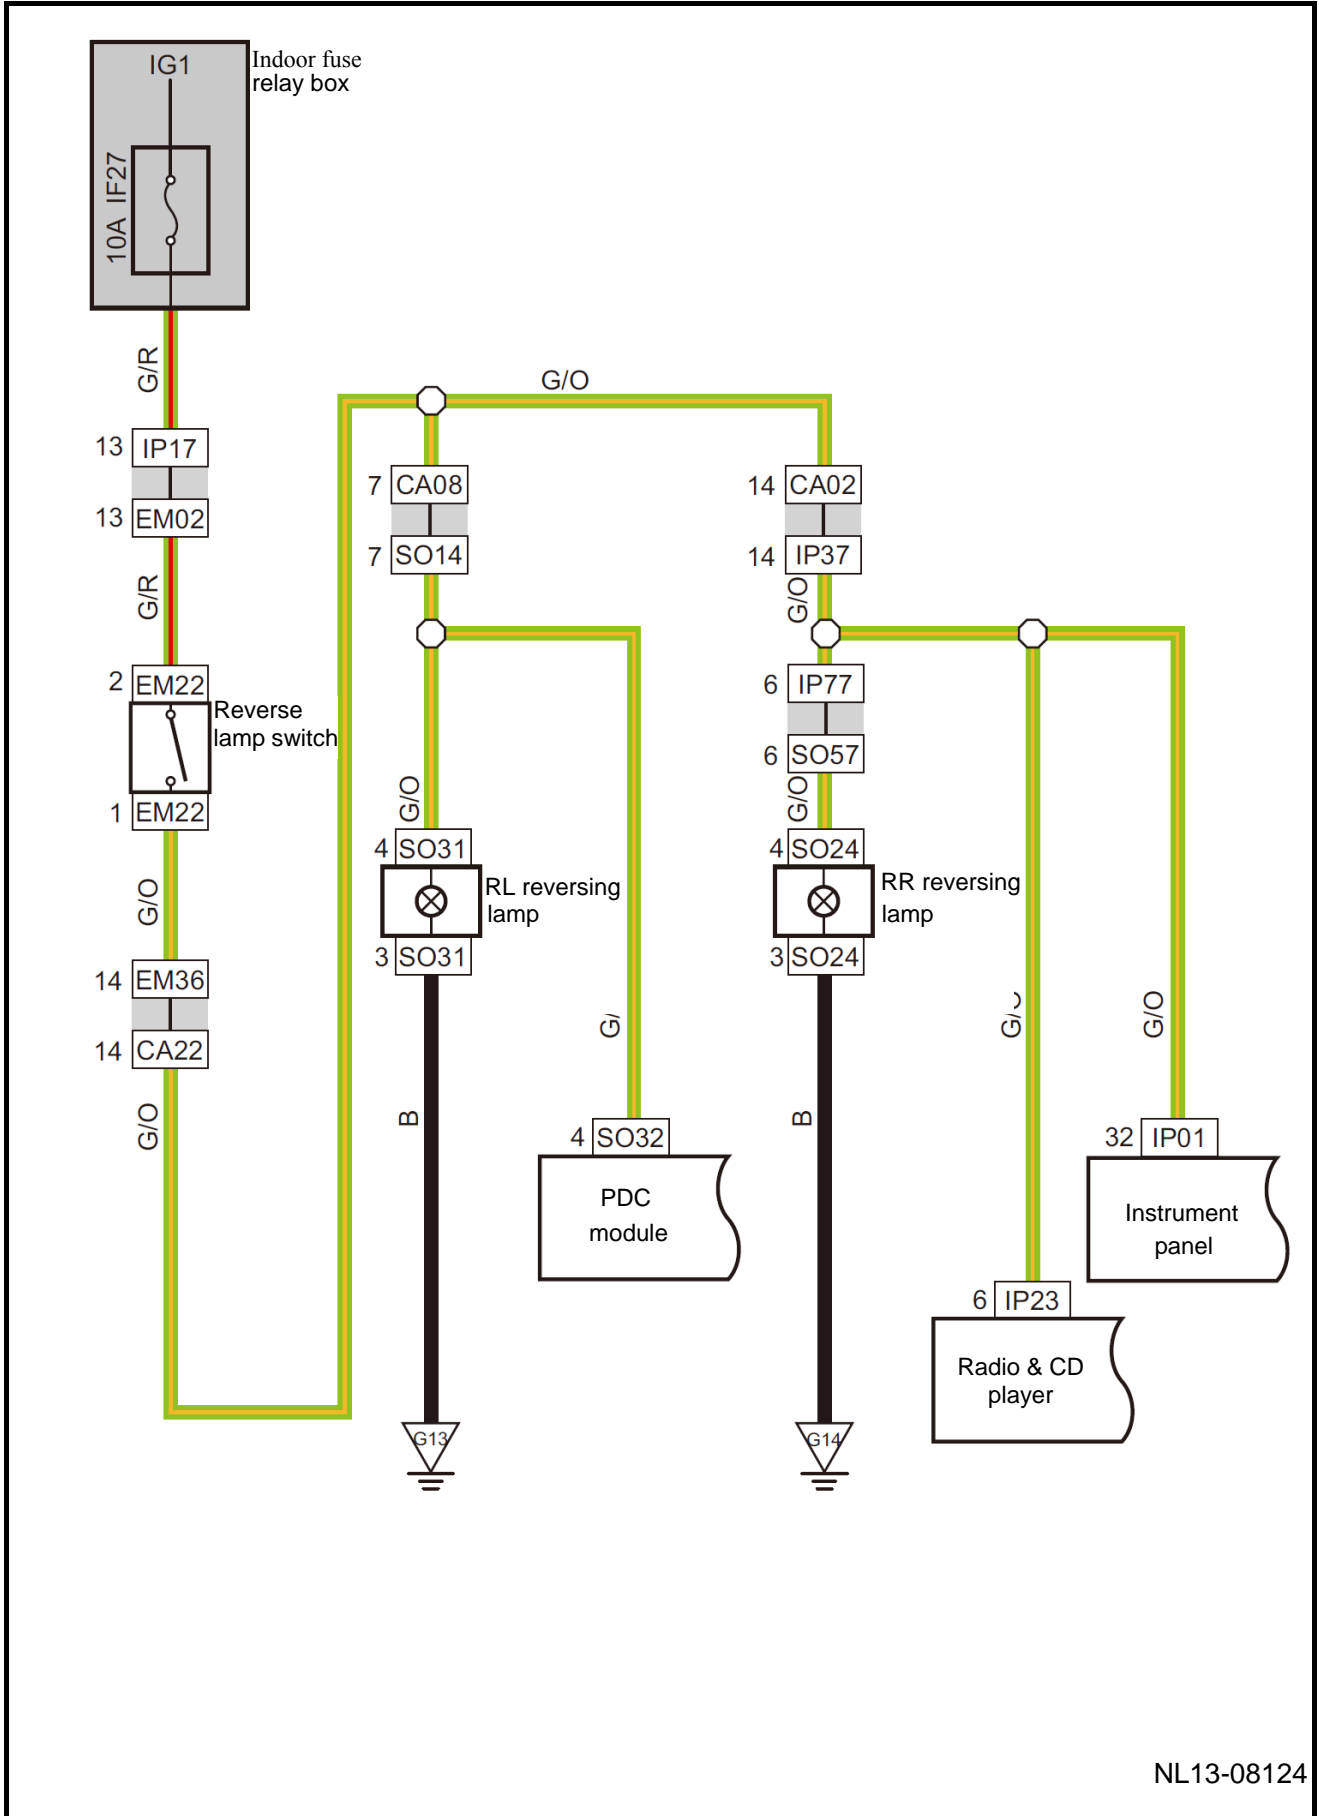 IG1
Indoor fuse
relay box
10A IF27
G/R
G/O
13 IP17
7 CA08
14 CA02
13 EM02
7 SO14
14 IP37
G/R
G/O
2 EM22
6 IP77
Reverse
lamp switch
6 SO57
G/O
G/O
1 EM22
4 SO31
4 SO24
RL reversing
lamp
RR reversing
lamp
G/O
3 SO31
3 SO24
14 EM36
G/
G/O
14 CA22
G/O
B
B
4 SO32
32 IP01
PDC
module
Instrument
panel
6 IP23
Radio & CD
player
G13
G14
NL13-08124